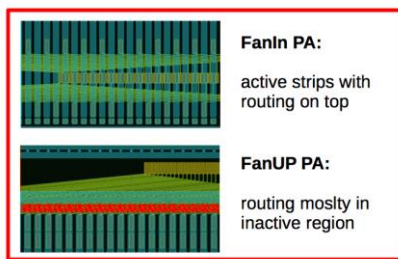 FanIn PA:
active strips with
routing on top
FanUP PA:
routing moslty in
inactive region